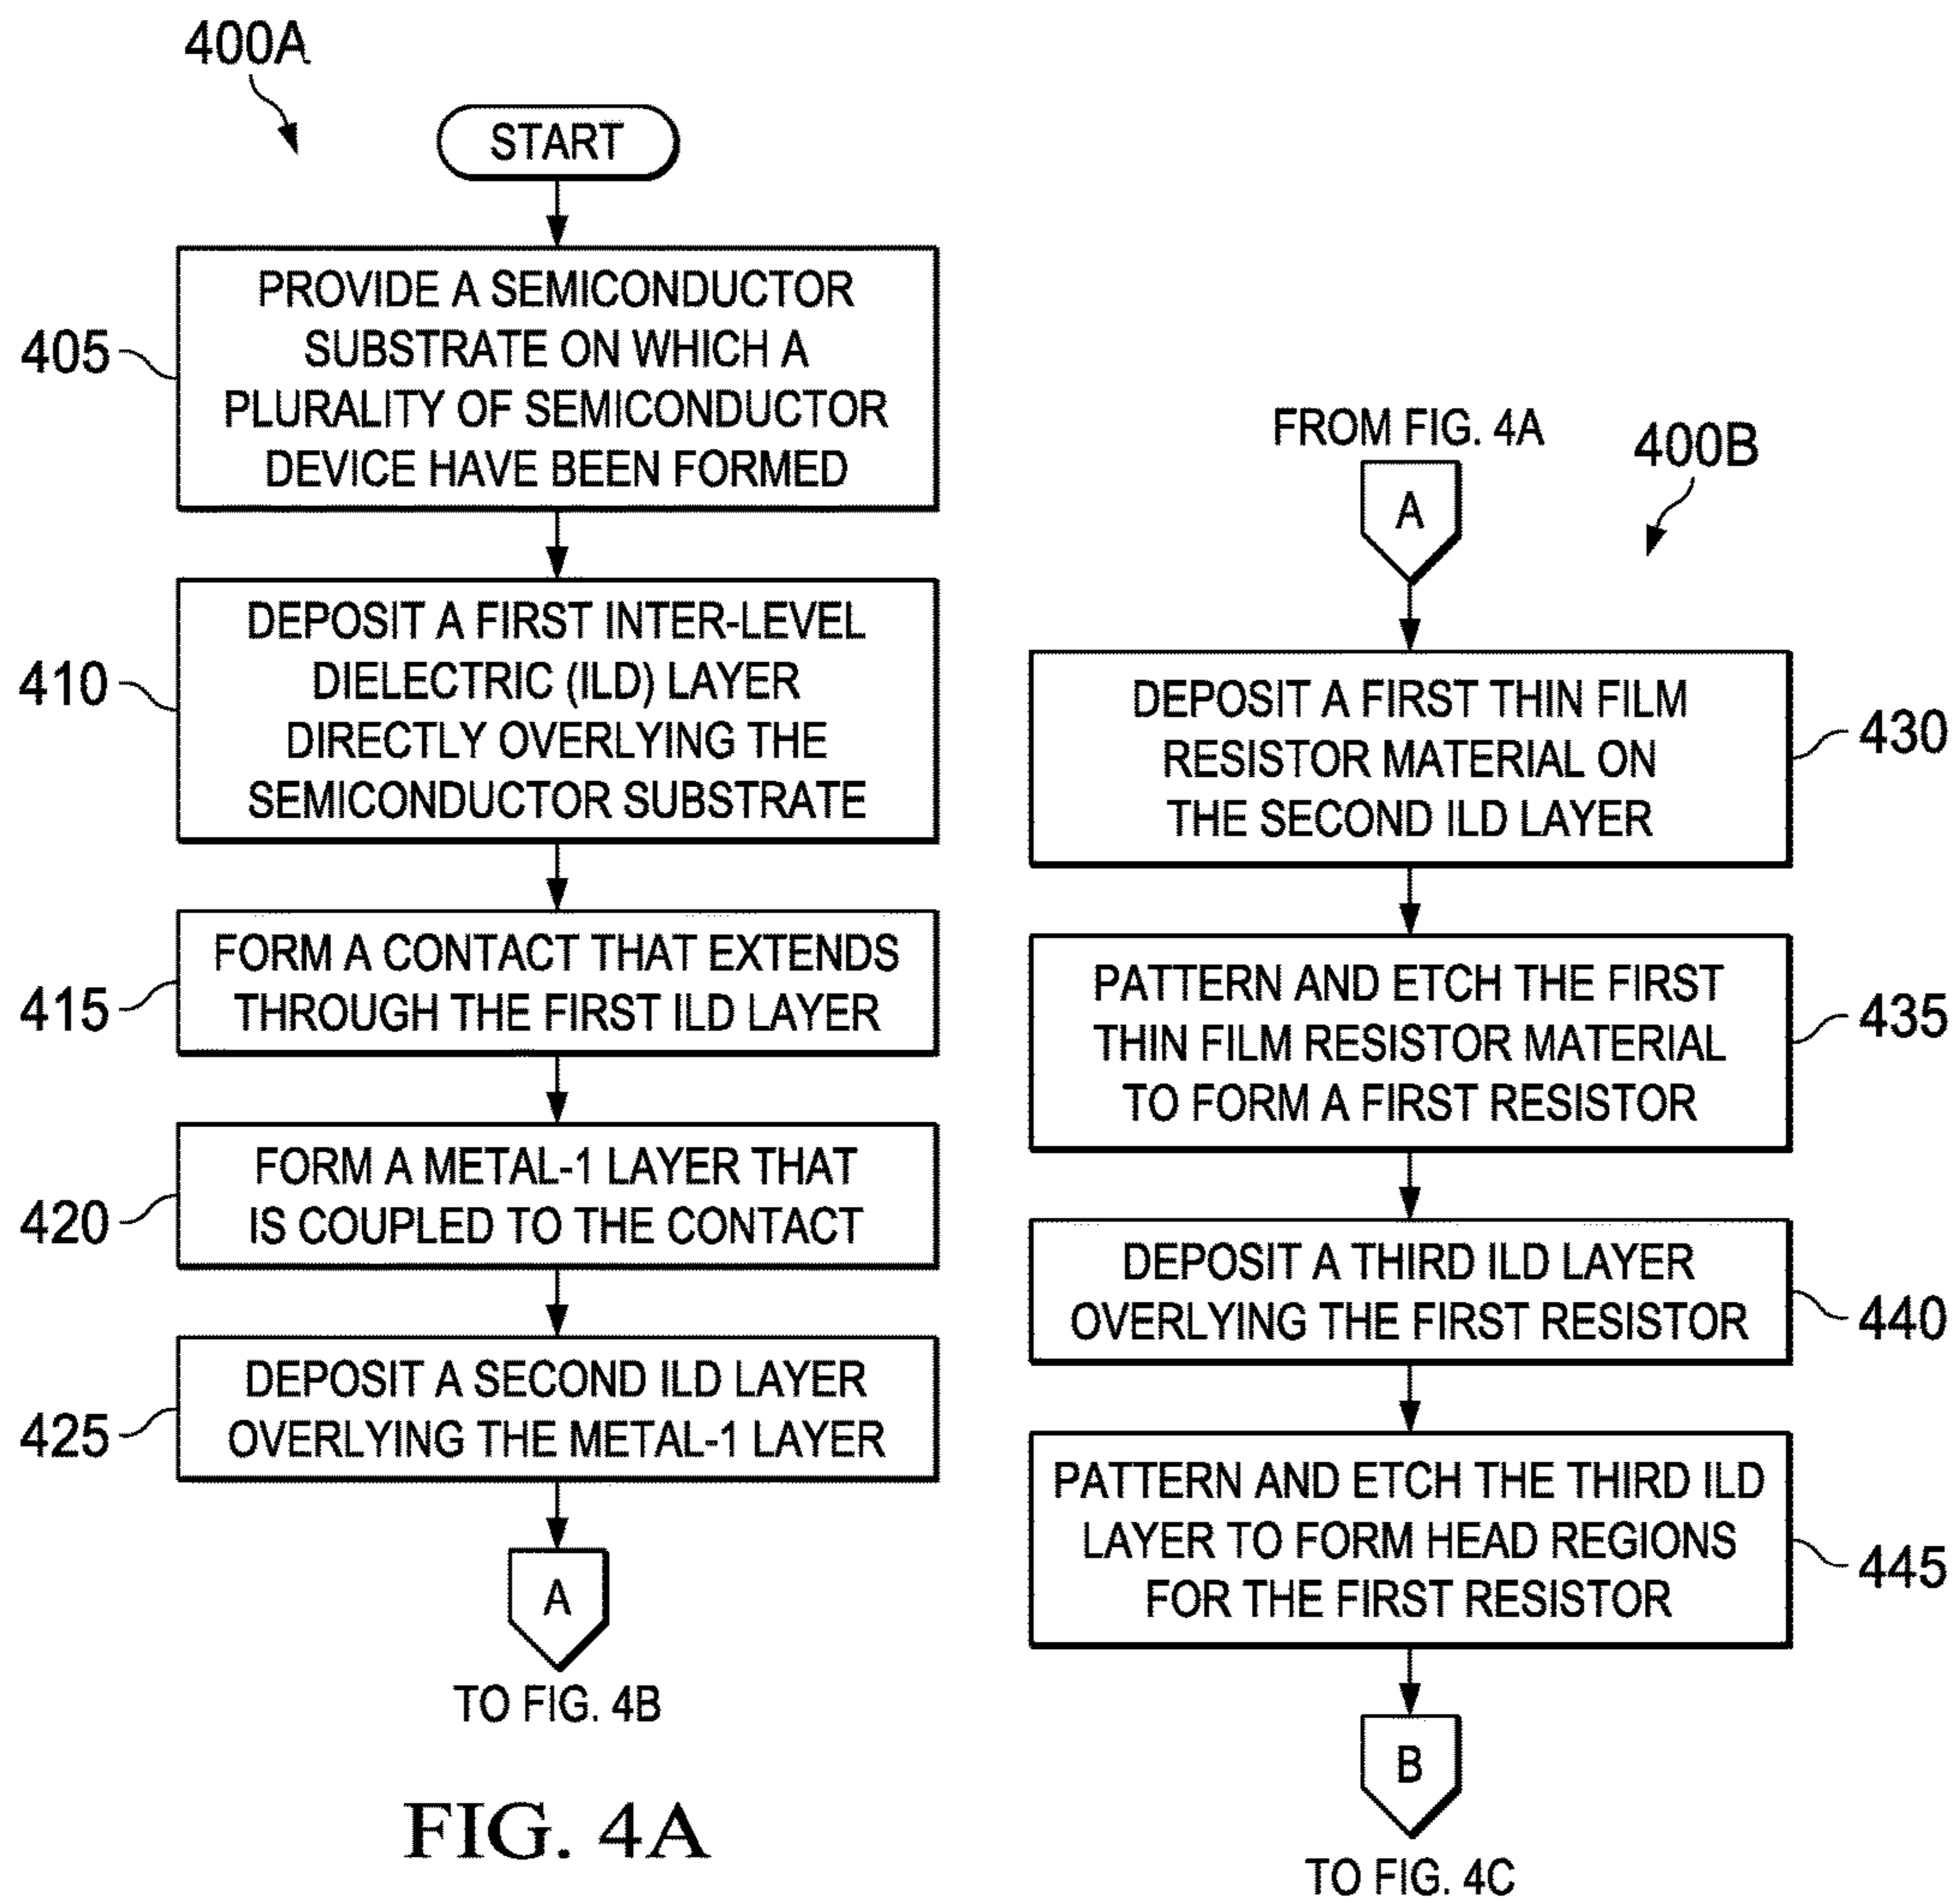 400A
START
405
PROVIDE A SEMICONDUCTOR
SUBSTRATE ON WHICH A
PLURALITY OF SEMICONDUCTOR
DEVICE HAVE BEEN FORMED
410
DEPOSIT A FIRST INTER-LEVEL
DIELECTRIC (ILD) LAYER
DIRECTLY OVERLYING THE
SEMICONDUCTOR SUBSTRATE
415
FORM A CONTACT THAT EXTENDS
THROUGH THE FIRST ILD LAYER
420
FORM A METAL-1 LAYER THAT
IS COUPLED TO THE CONTACT
425
DEPOSIT A SECOND ILD LAYER
OVERLYING THE METAL-1 LAYER
A
TO FIG. 4B
FIG. 4A
FROM FIG. 4A
400B
A
DEPOSIT A FIRST THIN FILM
RESISTOR MATERIAL ON
THE SECOND ILD LAYER
430
PATTERN AND ETCH THE FIRST
THIN FILM RESISTOR MATERIAL
TO FORM A FIRST RESISTOR
435
DEPOSIT A THIRD ILD LAYER
OVERLYING THE FIRST RESISTOR
440
PATTERN AND ETCH THE THIRD ILD
LAYER TO FORM HEAD REGIONS
FOR THE FIRST RESISTOR
445
B
TO FIG. 4C